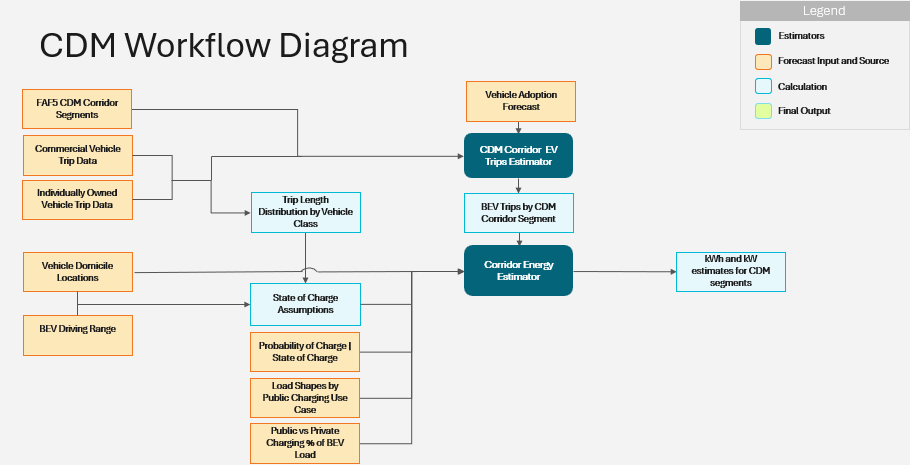 CDM Workflow Diagram
Legend
Estimators
Forecast Input and Source
Calculation
Final Output
FAF5 CDM Corridor
Segments
Commercial Vehicle
Trip Data
Individually Owned
Vehicle Trip Data
Vehicle Adoption
Forecast
CDM Corridor EV
Trips Estimator
Trip Length
Distribution by Vehicle
Class
BEV Trips by CDM
Corridor Segment
Vehicle Domicile
Locations
Corridor Energy
Estimator
kWh and kW
estimates for CDM
segments
BEV Driving Range
State of Charge
Assumptions
Probability of Charge |
State of Charge
Load Shapes by
Public Charging Use
Case
Public vs Private
Charging % of BEV
Load